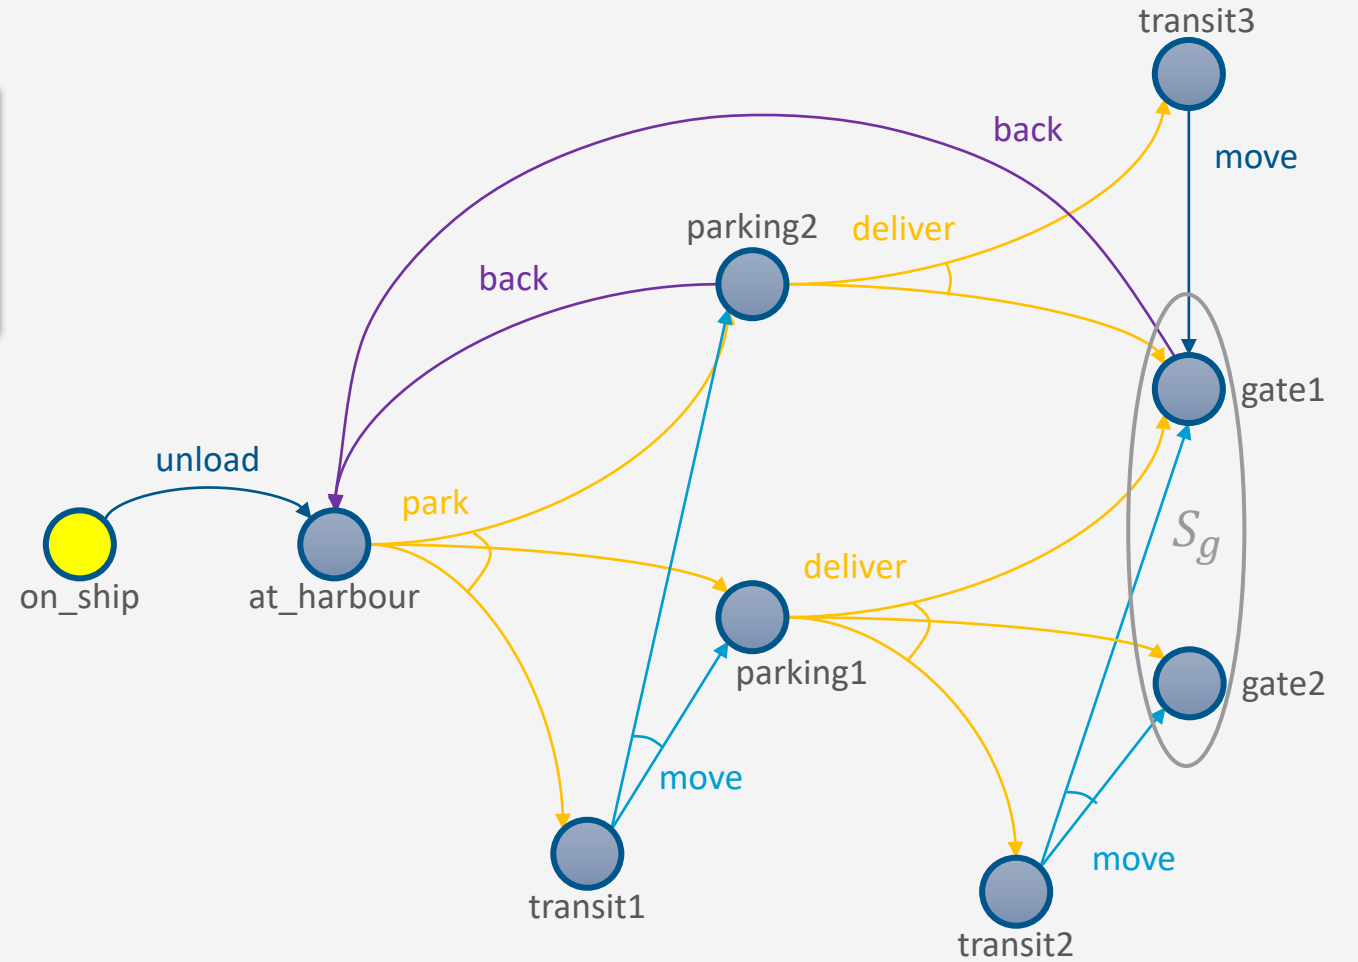 transit3
back
move
parking2
deliver
back
gate1
unload
park
S_g
deliver
on_ship
at_harbour
parking1
gate2
move
move
transit1
transit2